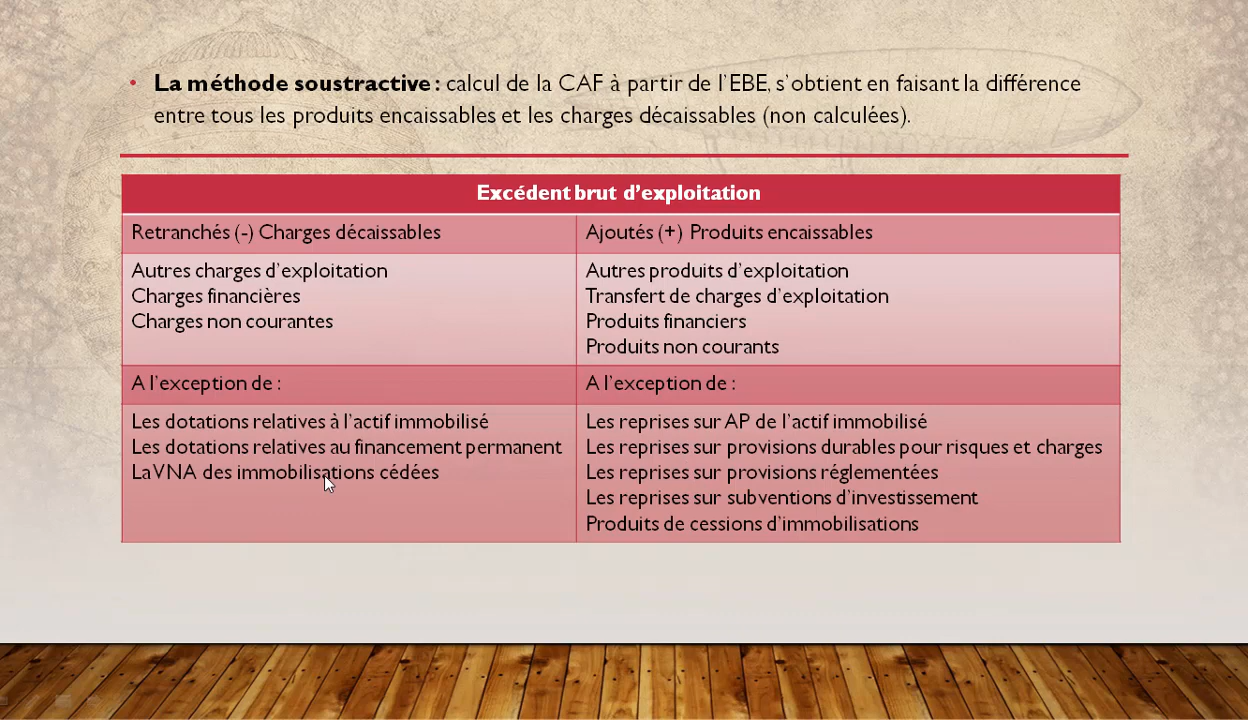 • La méthode soustractive : calcul de la CAF à partir de l'EBE, s'obtient en faisant la différence
entre tous les produits encaissables et les charges décaissables (non calculées).
Excédent brut d'exploitation
Retranchés (-) Charges décaissables
Ajoutés (+) Produits encaissables
Autres charges d'exploitation
Charges financières
Charges non courantes
Autres produits d'exploitation
Transfert de charges d'exploitation
Produits financiers
Produits non courants
A l'exception de :
A l'exception de :
Les dotations relatives à l'actif immobilisé
Les dotations relatives au financement permanent
La VNA des immobilisations cédées
Les reprises sur AP de l'actif immobilisé
Les reprises sur provisions durables pour risques et charges
Les reprises sur provisions réglementées
Les reprises sur subventions d'investissement
Produits de cessions d'immobilisations